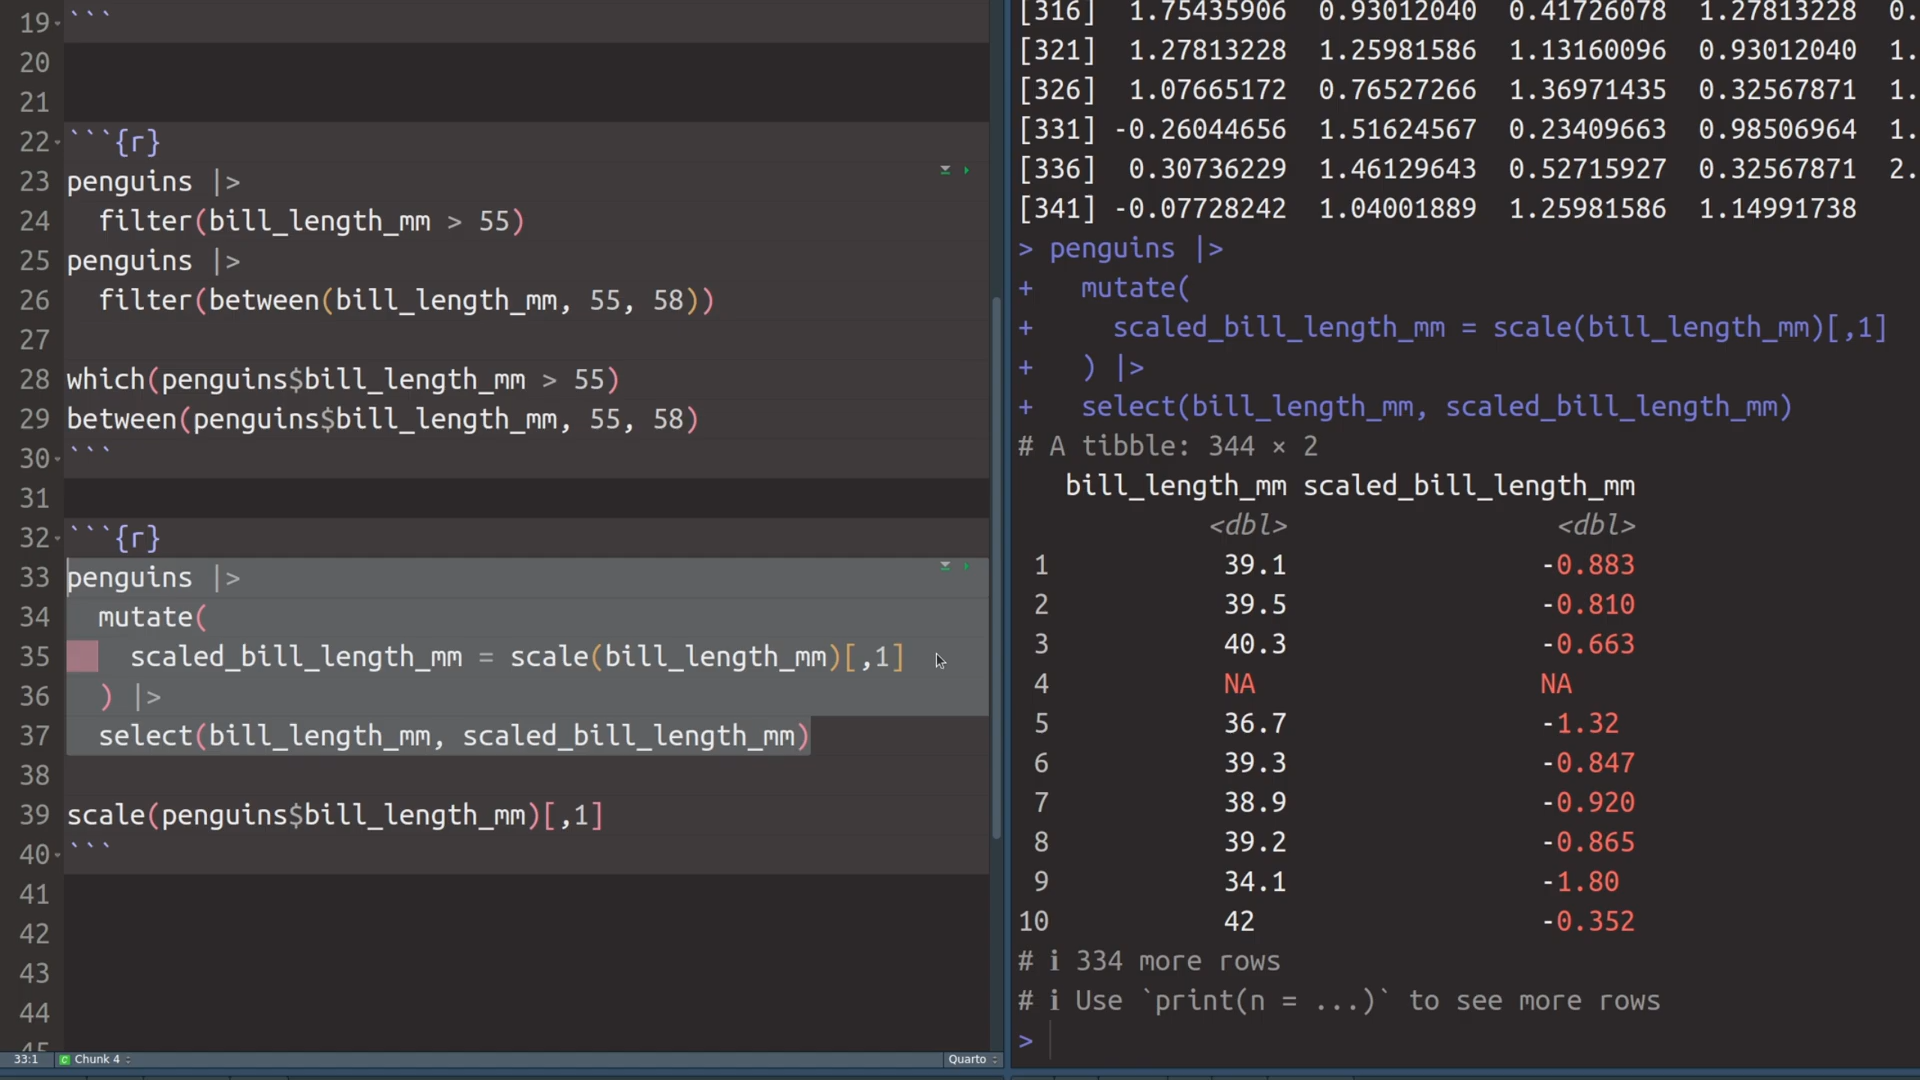 19 ```
20
21
22 ```{r}
23 penguins |>
24   filter(bill_length_mm > 55)
25 penguins |>
26   filter(between(bill_length_mm, 55, 58))
27
28 which(penguins$bill_length_mm > 55)
29 between(penguins$bill_length_mm, 55, 58)
30 ```
31
32 ```{r}
33 penguins |>
34   mutate(
35     scaled_bill_length_mm = scale(bill_length_mm)[,1]
36   ) |>
37   select(bill_length_mm, scaled_bill_length_mm)
38
39 scale(penguins$bill_length_mm)[,1]
40 ```
41
42
43
44
45
33:1 Chunk 4 Quarto
[316] 1.75435906 0.93012040 0.41726078 1.27813228 0.
[321] 1.27813228 1.25981586 1.13160096 0.93012040 1.
[326] 1.07665172 0.76527266 1.36971435 0.32567871 1.
[331] -0.26044656 1.51624567 0.23409663 0.98506964 1.
[336] 0.30736229 1.46129643 0.52715927 0.32567871 2.
[341] -0.07728242 1.04001889 1.25981586 1.14991738
> penguins |>
+   mutate(
+     scaled_bill_length_mm = scale(bill_length_mm)[,1]
+   ) |>
+   select(bill_length_mm, scaled_bill_length_mm)
# A tibble: 344 × 2
bill_length_mm scaled_bill_length_mm
<dbl> <dbl>
1 39.1 -0.883
2 39.5 -0.810
3 40.3 -0.663
4 NA NA
5 36.7 -1.32
6 39.3 -0.847
7 38.9 -0.920
8 39.2 -0.865
9 34.1 -1.80
10 42 -0.352
# ℹ 334 more rows
# ℹ Use `print(n = ...)` to see more rows
>